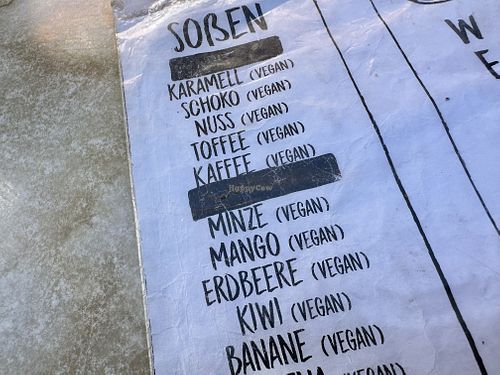 SOẞEN
KARAMELL (VEGAN)
SCHOKO (VEGAN)
NUSS (VEGAN)
TOFFEE (VEGAN)
KAFFEE (VEGAN)
HappyCow
MINZE (VEGAN)
MANGO (VEGAN)
ERDBEERE (VEGAN)
KIWI (VEGAN)
BANANE (VEGAN)
W
E